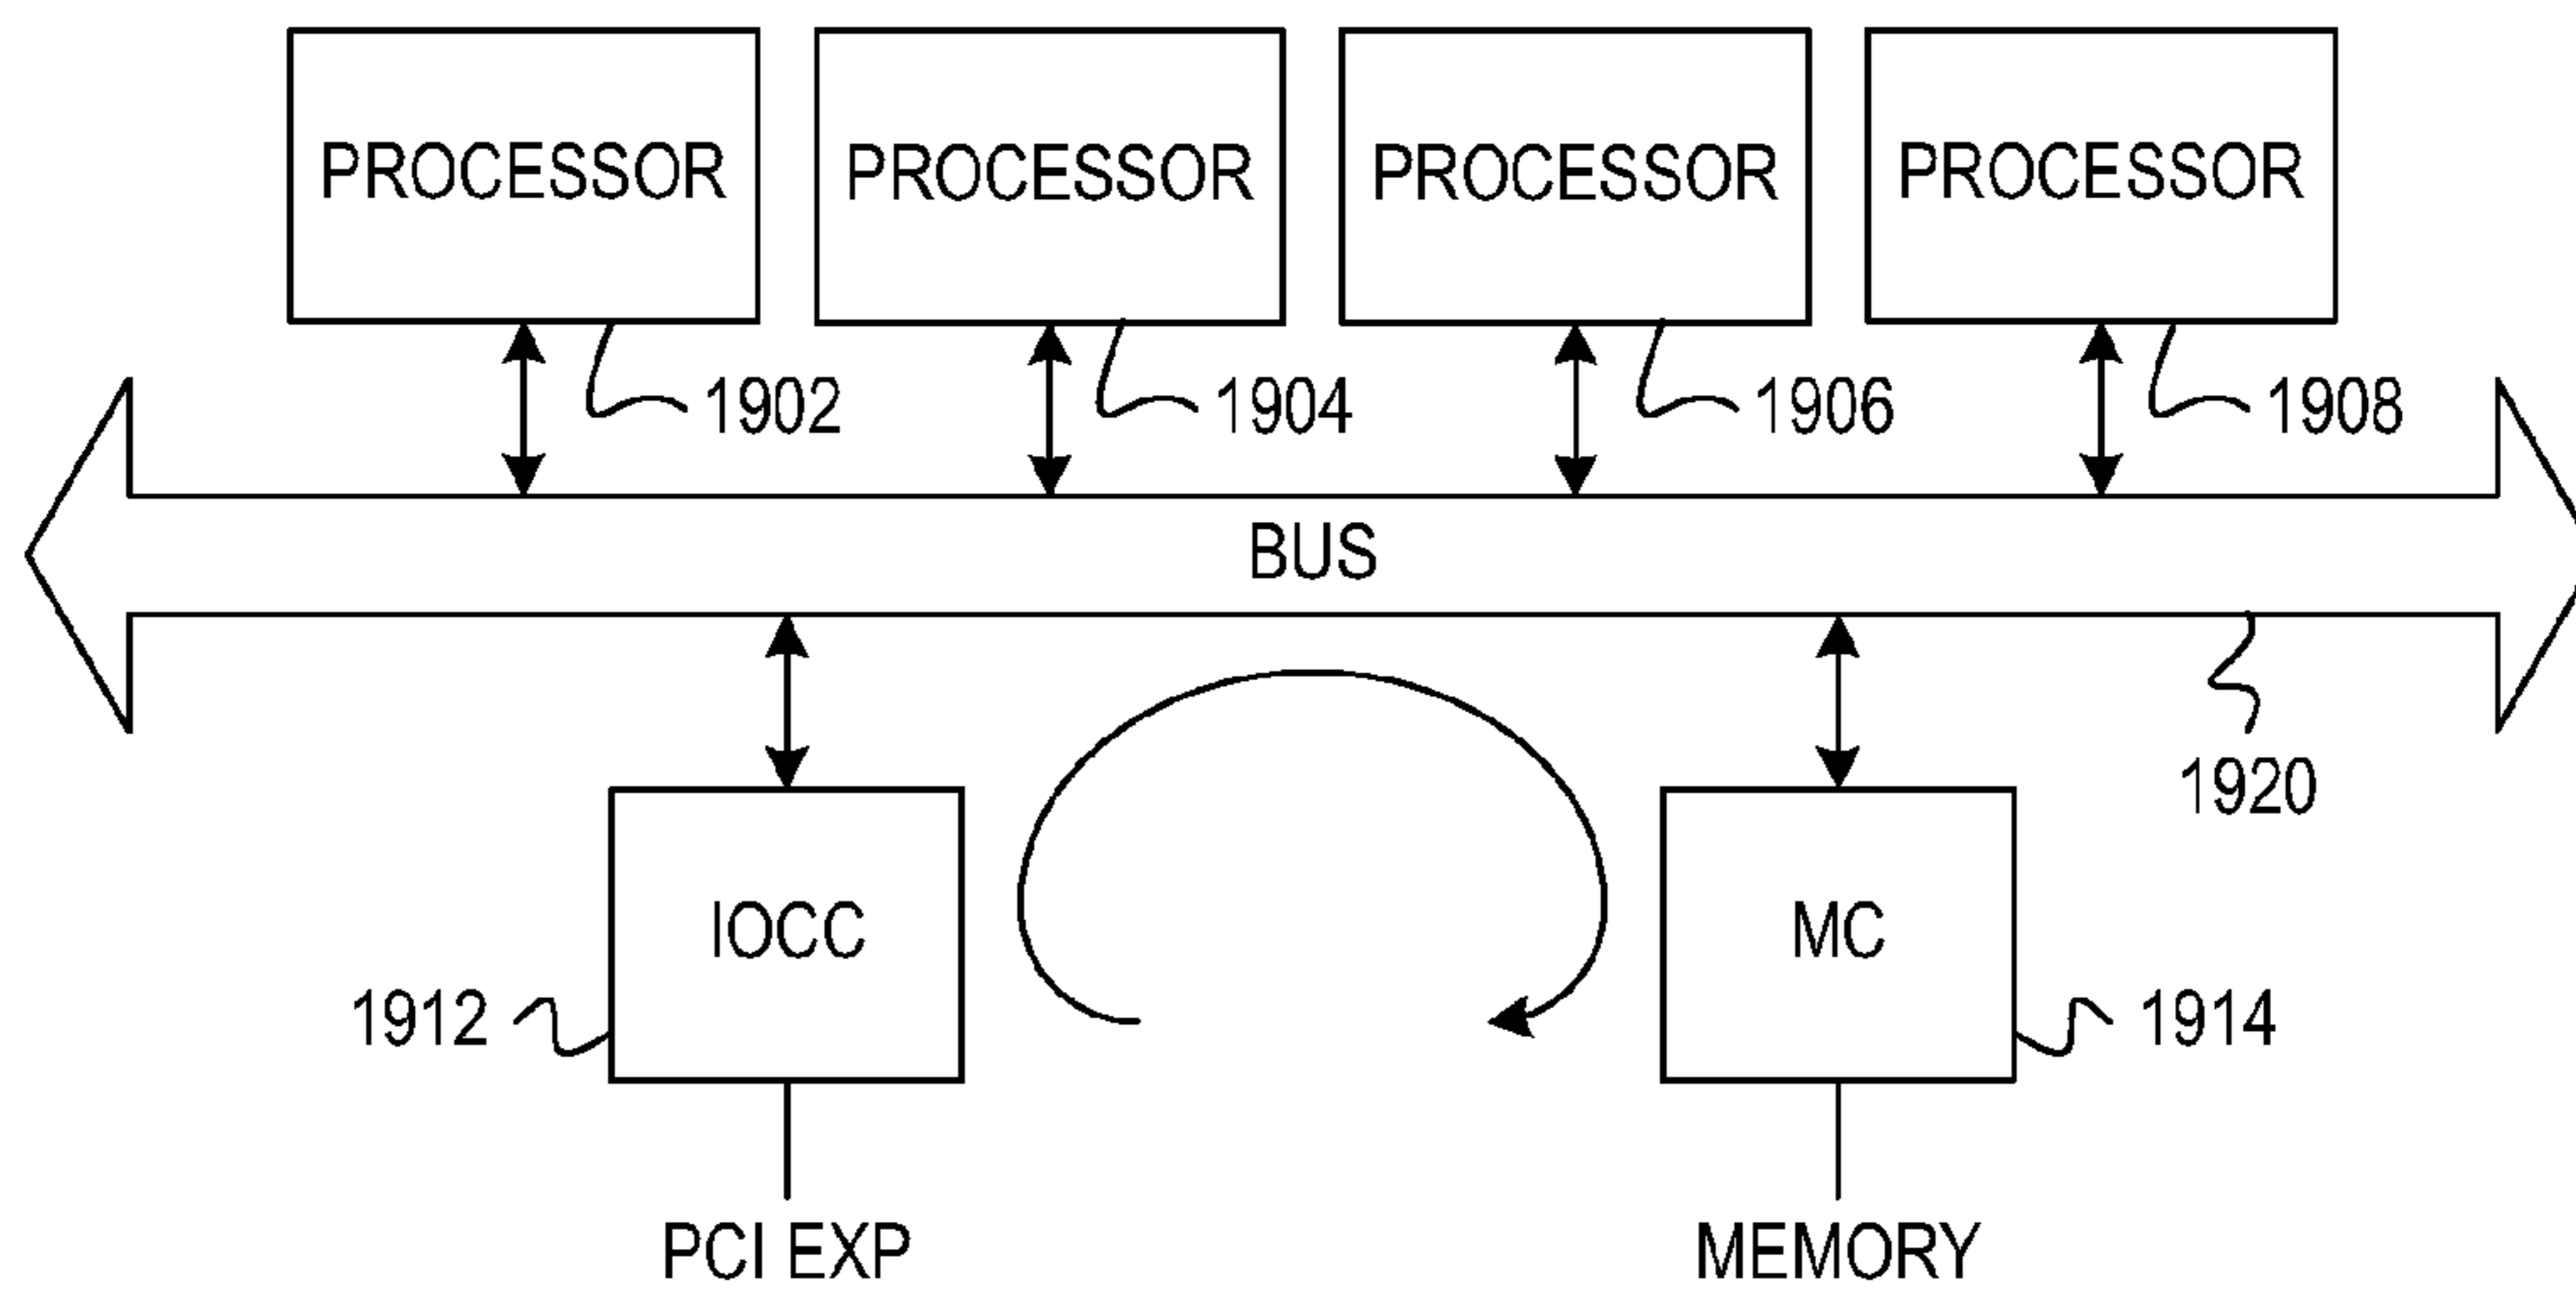 PROCESSOR PROCESSOR PROCESSOR PROCESSOR
1902 1904 1906 1908
BUS
1920
IOCC MC
1912 1914
PCI EXP MEMORY